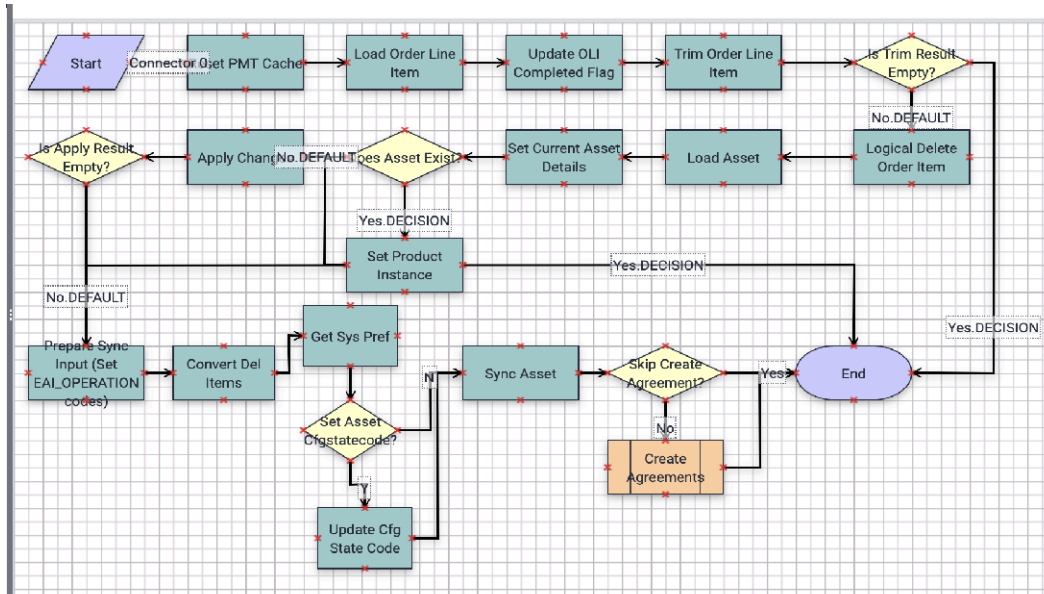 Start
Connector 0
set PMT Cache
Load Order Line
Item
Update OLI
Completed Flag
Trim Order Line
Item
Is Trim Result
Empty?
No.DEFAULT
Is Apply Result
Empty?
Apply Chang
No.DEFAULT
oes Asset Exist?
Set Current Asset
Details
Load Asset
Logical Delete
Order Item
Yes.DECISION
Set Product
Instance
Yes.DECISION
No.DEFAULT
Yes.DECISION
Prepare Sync
Input (Set
EAI_OPERATION
codes)
Convert Del
Items
Get Sys Pref
N
Sync Asset
Skip Create
Agreement?
Yes
End
Set Asset
Cfgstatecode?
No
Create
Agreements
Y
Update Cfg
State Code